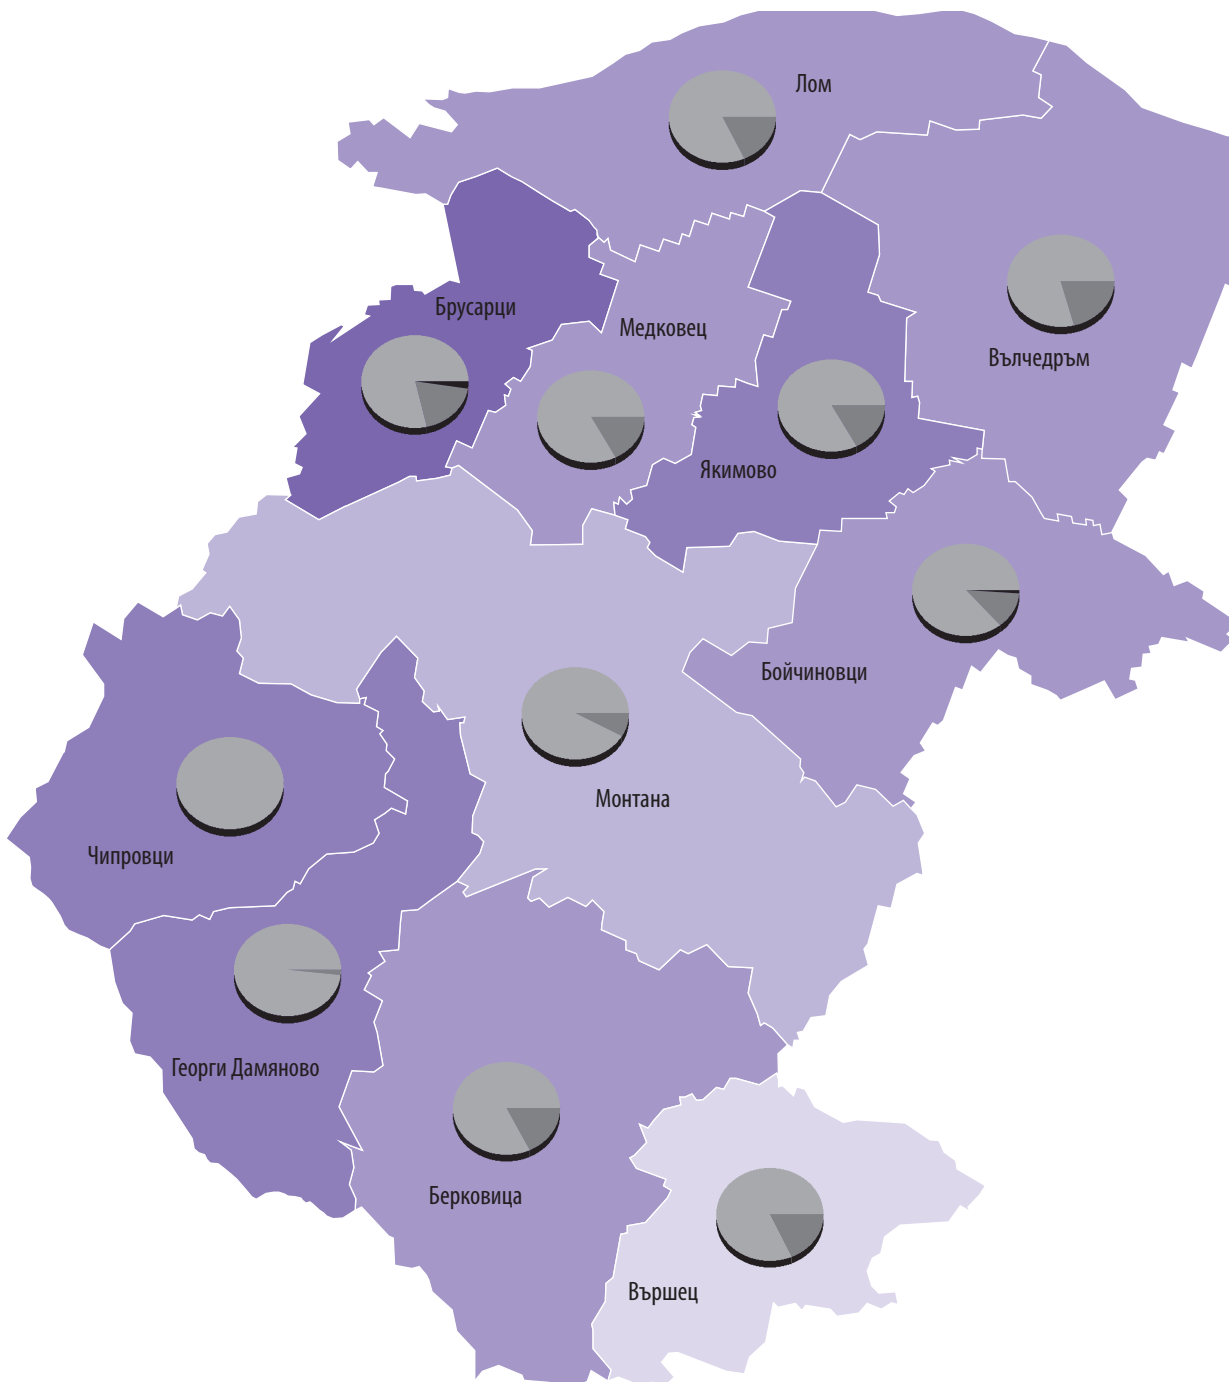 Лом
Брусарци
Медковец
Вълчедръм
Якимово
Бойчиновци
Монтана
Чипровци
Георги Дамяново
Берковица
Вършец